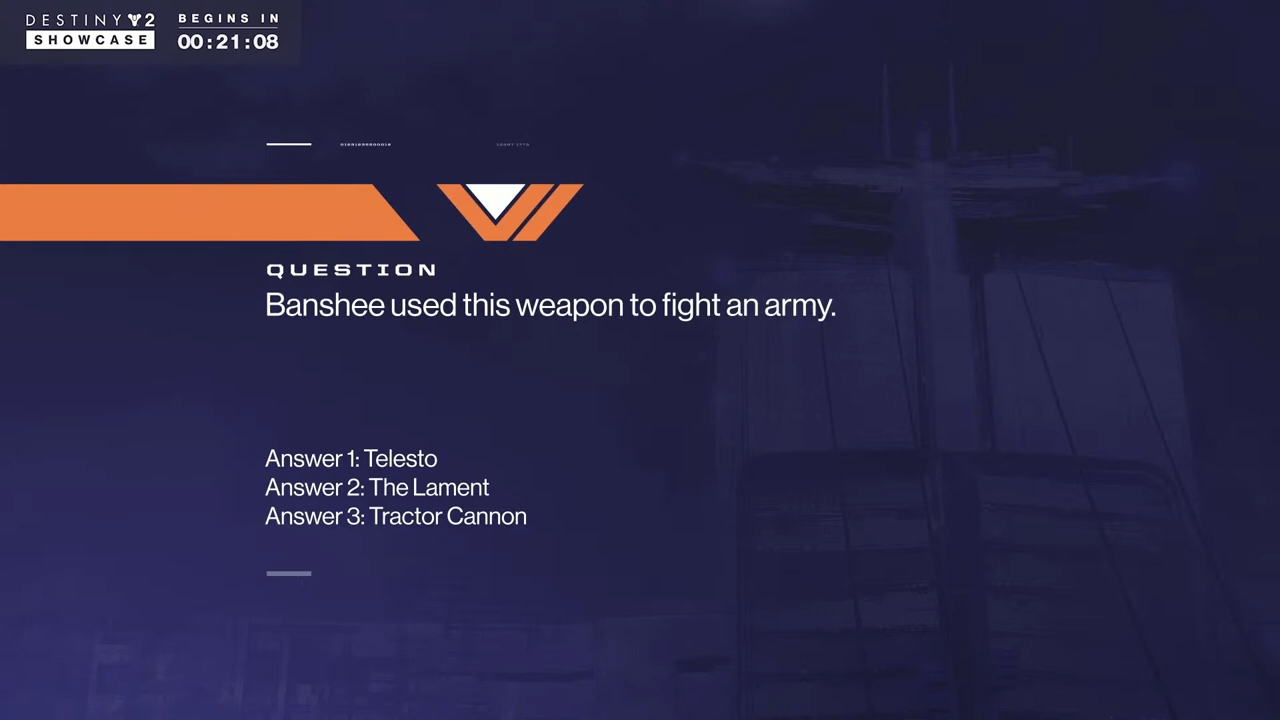 DESTINY 2
SHOWCASE
BEGINS IN
00:21:08
QUESTION
Banshee used this weapon to fight an army.
Answer 1: Telesto
Answer 2: The Lament
Answer 3: Tractor Cannon